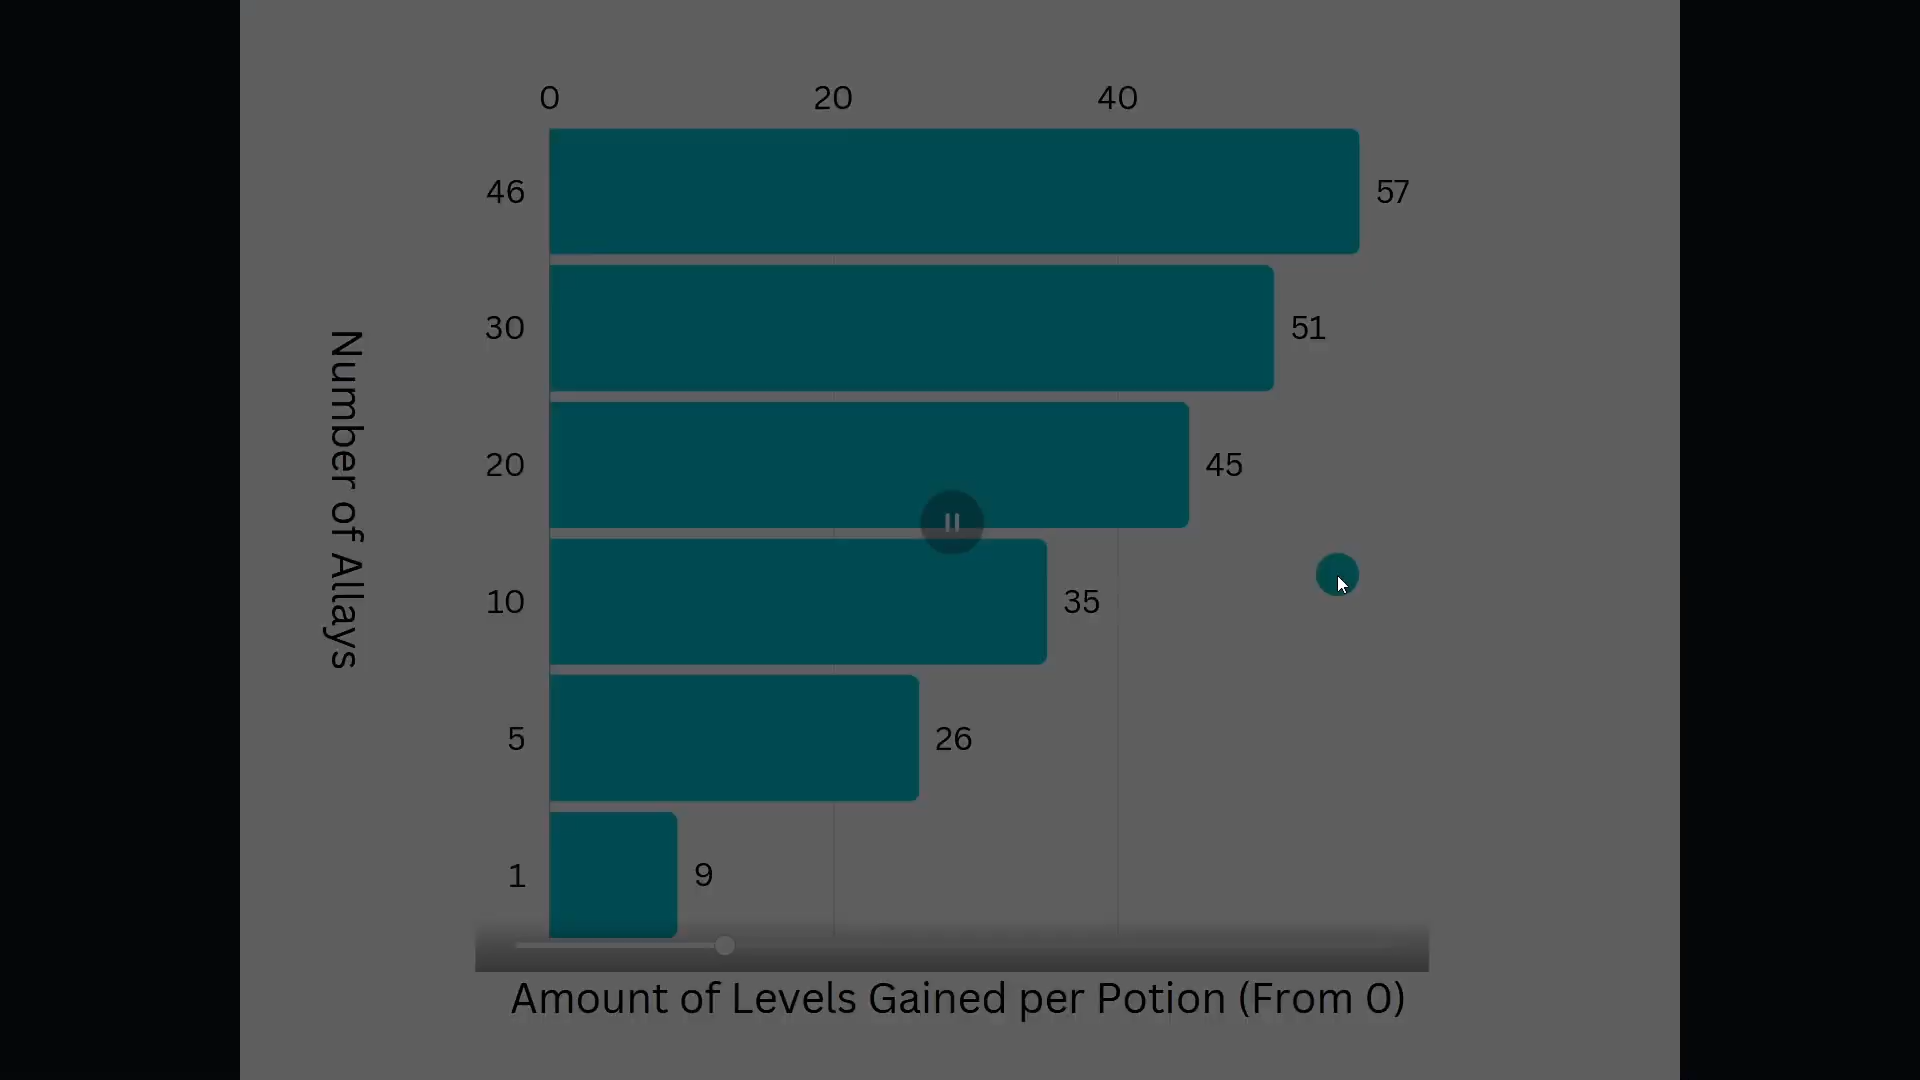 0 20 40
46 57
30 51
20 45
10 35
5 26
1 9
Number of Allays
Amount of Levels Gained per Potion (From 0)